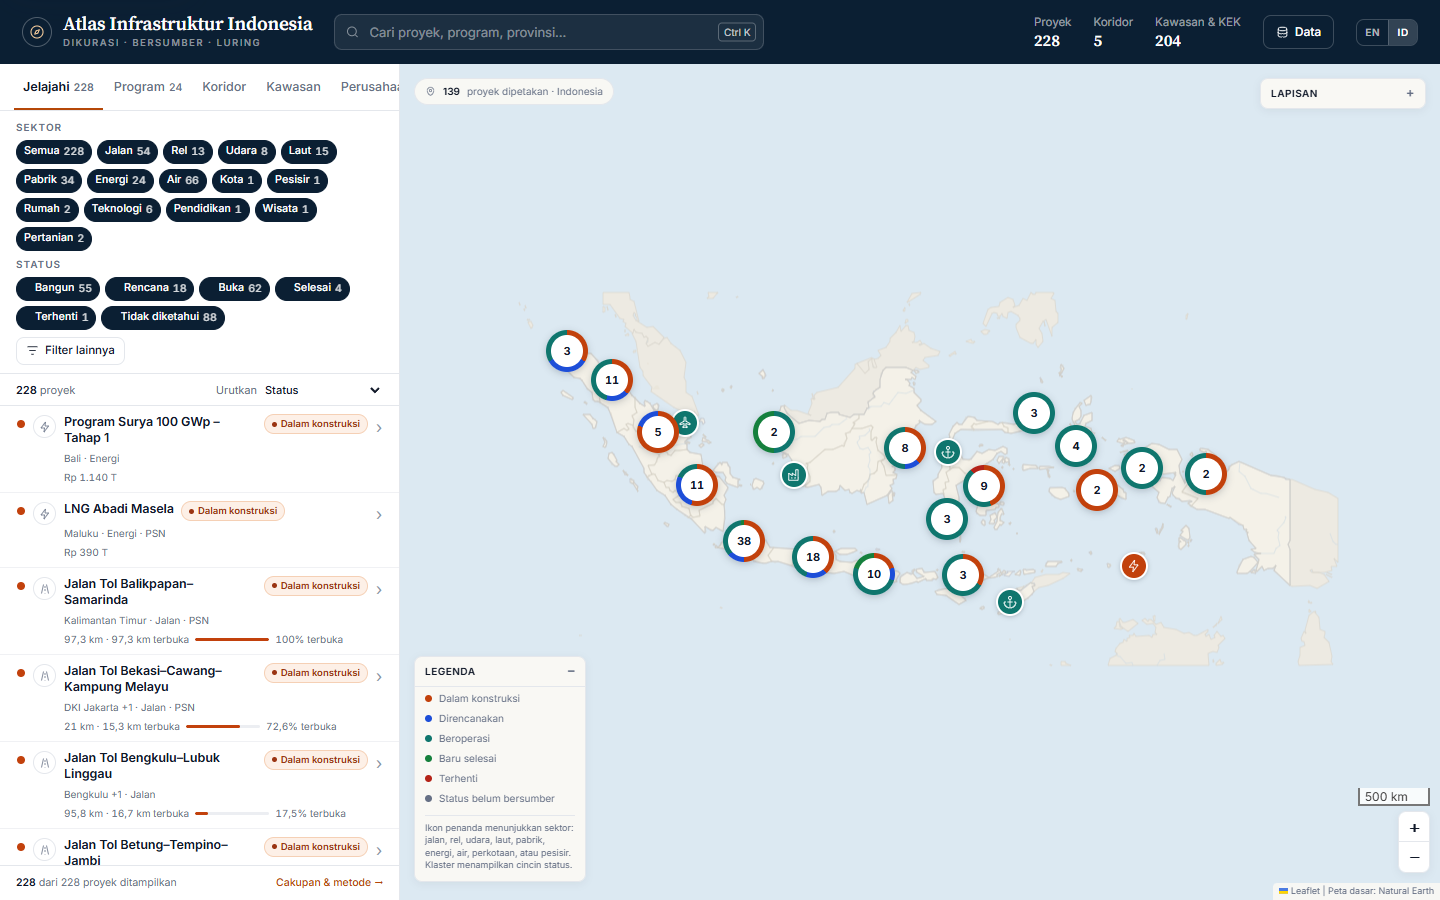 Atlas Infrastruktur Indonesia
DIKURASI · BERSUMBER · LURING
Cari proyek, program, provinsi...
Ctrl K
Proyek 228
Koridor 5
Kawasan & KEK 204
Data
EN ID
Jelajahi 228 Program 24 Koridor Kawasan Perusaha
SEKTOR
Semua 228 Jalan 54 Rel 13 Udara 8 Laut 15
Pabrik 34 Energi 24 Air 66 Kota 1 Pesisir 1
Rumah 2 Teknologi 6 Pendidikan 1 Wisata 1
Pertanian 2
STATUS
Bangun 55 Rencana 18 Buka 62 Selesai 4
Terhenti 1 Tidak diketahui 88
Filter lainnya
228 proyek Urutkan Status
Program Surya 100 GWp –
Tahap 1
Dalam konstruksi
Bali · Energi
Rp 1.140 T
LNG Abadi Masela Dalam konstruksi
Maluku · Energi · PSN
Rp 390 T
Jalan Tol Balikpapan–
Samarinda
Dalam konstruksi
Kalimantan Timur · Jalan · PSN
97,3 km · 97,3 km terbuka 100% terbuka
Jalan Tol Bekasi–Cawang–
Kampung Melayu
Dalam konstruksi
DKI Jakarta +1 · Jalan · PSN
21 km · 15,3 km terbuka 72,6% terbuka
Jalan Tol Bengkulu–Lubuk
Linggau
Dalam konstruksi
Bengkulu +1 · Jalan
95,8 km · 16,7 km terbuka 17,5% terbuka
Jalan Tol Betung–Tempino–
Jambi
Dalam konstruksi
228 dari 228 proyek ditampilkan Cakupan & metode →
139 proyek dipetakan · Indonesia
LAPISAN +
3
11
5
2
11
38
18
10
8
3
9
3
3
4
2
2
2
LEGENDA −
Dalam konstruksi
Direncanakan
Beroperasi
Baru selesai
Terhenti
Status belum bersumber
Ikon penanda menunjukkan sektor:
jalan, rel, udara, laut, pabrik,
energi, air, perkotaan, atau pesisir.
Klaster menampilkan cincin status.
500 km
+
−
Leaflet | Peta dasar: Natural Earth